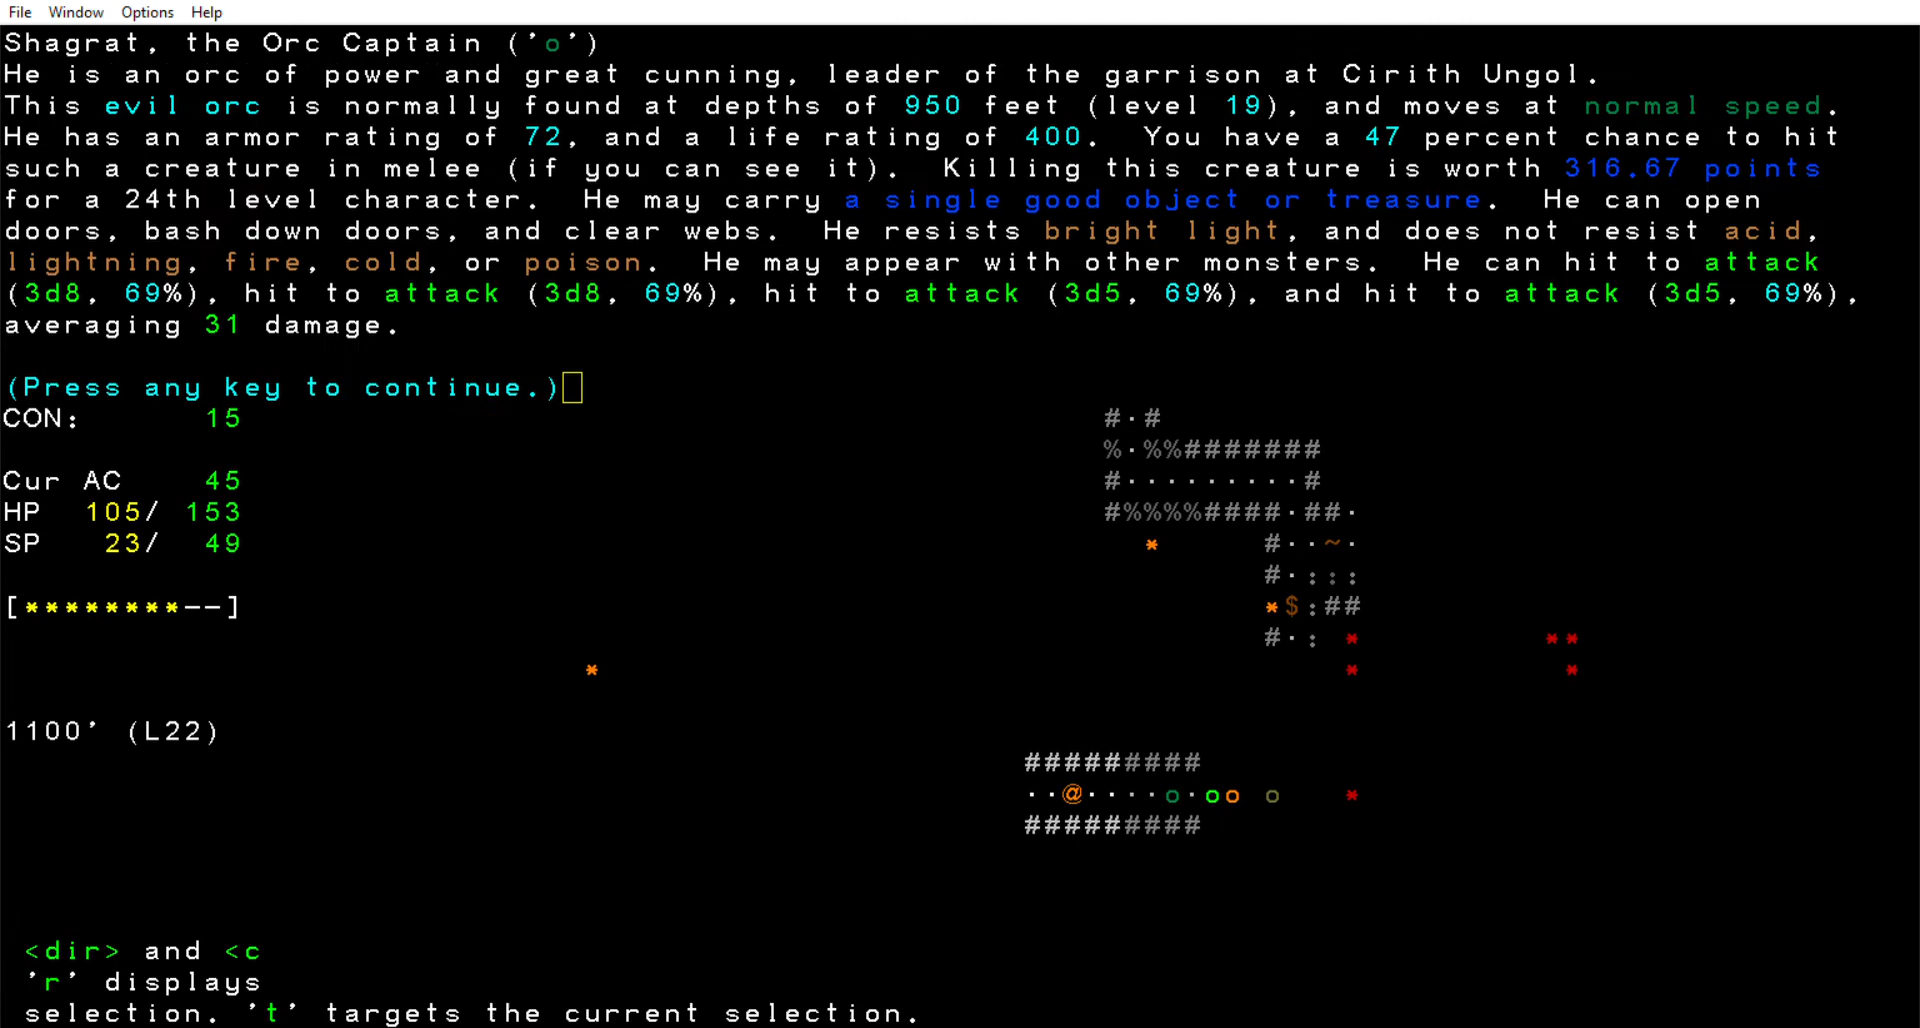 File Window Options Help
Shagrat, the Orc Captain ('o')
He is an orc of power and great cunning, leader of the garrison at Cirith Ungol.
This evil orc is normally found at depths of 950 feet (level 19), and moves at normal speed.
He has an armor rating of 72, and a life rating of 400. You have a 47 percent chance to hit
such a creature in melee (if you can see it). Killing this creature is worth 316.67 points
for a 24th level character. He may carry a single good object or treasure. He can open
doors, bash down doors, and clear webs. He resists bright light, and does not resist acid,
lightning, fire, cold, or poison. He may appear with other monsters. He can hit to attack
(3d8, 69%), hit to attack (3d8, 69%), hit to attack (3d5, 69%), and hit to attack (3d5, 69%),
averaging 31 damage.
(Press any key to continue.)
CON: 15
#·#
%·%%#######
Cur AC 45
#·········#
HP 105/ 153
#%%%%####·##·
SP 23/ 49
* #··~·
#·:::
[********--]
*$:##
#·: * **
* * *
1100' (L22)
#########
··@····o·oo o *
#########
<dir> and <c
'r' displays
selection. 't' targets the current selection.